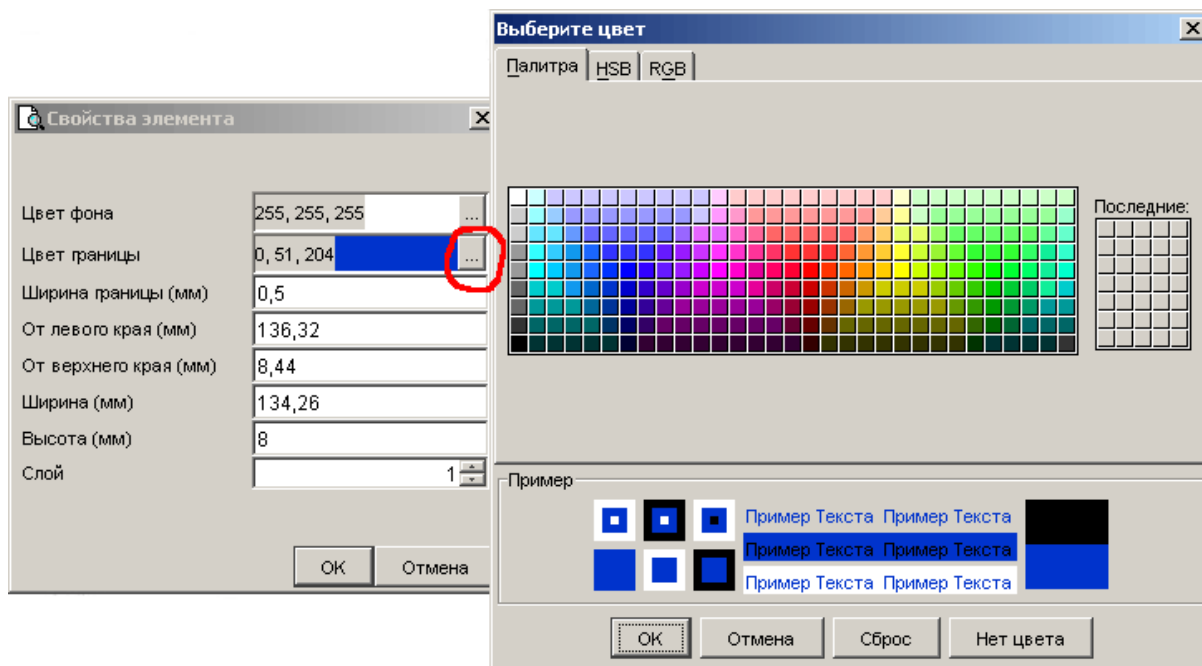 Свойства элемента
Цвет фона
255, 255, 255
...
Цвет границы
0, 51, 204
...
Ширина границы (мм)
0,5
От левого края (мм)
136,32
От верхнего края (мм)
8,44
Ширина (мм)
134,26
Высота (мм)
8
Слой
1
OK
Отмена
Выберите цвет
Палитра HSB RGB
Последние:
Пример
Пример Текста Пример Текста
Пример Текста Пример Текста
Пример Текста Пример Текста
OK
Отмена
Сброс
Нет цвета